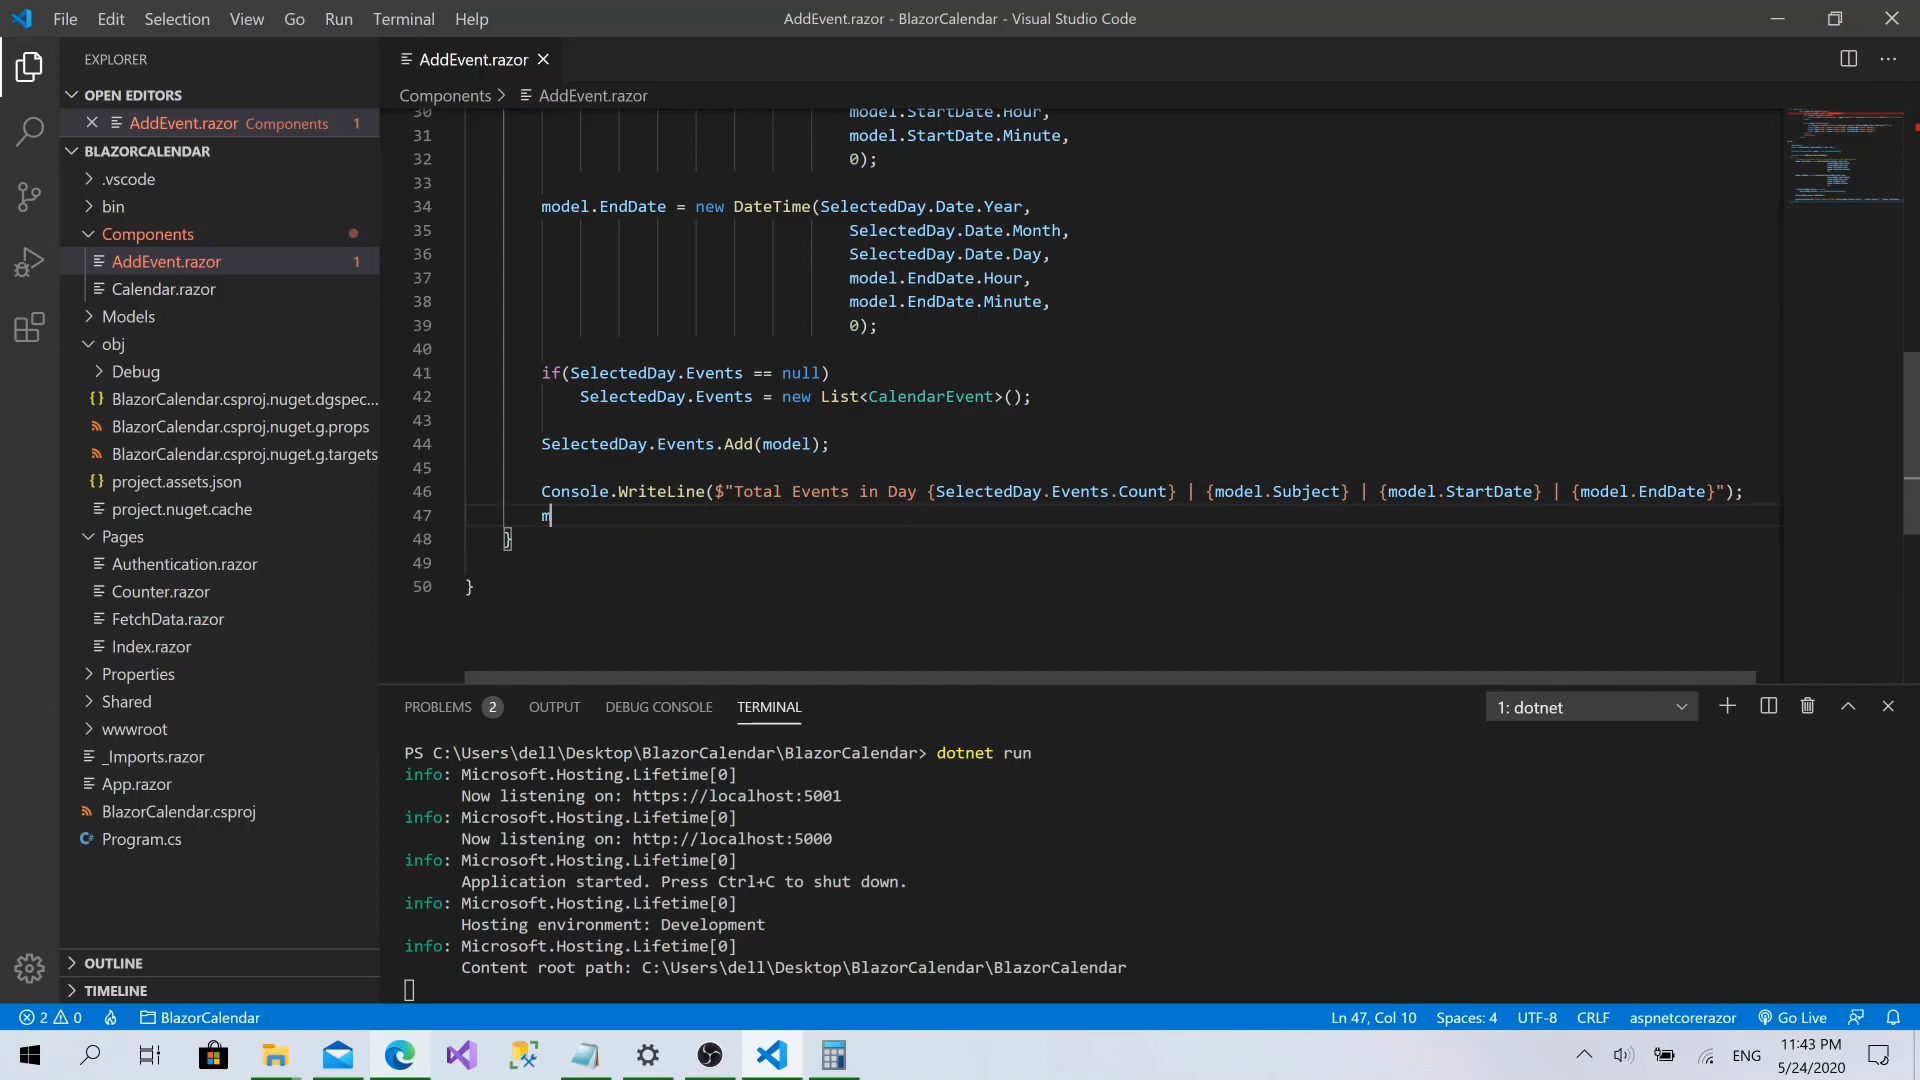 File Edit Selection View Go Run Terminal Help
AddEvent.razor - BlazorCalendar - Visual Studio Code
EXPLORER
OPEN EDITORS
AddEvent.razor Components 1
BLAZORCALENDAR
.vscode
bin
Components
AddEvent.razor 1
Calendar.razor
Models
obj
Debug
BlazorCalendar.csproj.nuget.dgspec...
BlazorCalendar.csproj.nuget.g.props
BlazorCalendar.csproj.nuget.g.targets
project.assets.json
project.nuget.cache
Pages
Authentication.razor
Counter.razor
FetchData.razor
Index.razor
Properties
Shared
wwwroot
_Imports.razor
App.razor
BlazorCalendar.csproj
Program.cs
OUTLINE
TIMELINE
AddEvent.razor
Components > AddEvent.razor
30 model.StartDate.Hour,
31 model.StartDate.Minute,
32 0);
33
34 model.EndDate = new DateTime(SelectedDay.Date.Year,
35 SelectedDay.Date.Month,
36 SelectedDay.Date.Day,
37 model.EndDate.Hour,
38 model.EndDate.Minute,
39 0);
40
41 if(SelectedDay.Events == null)
42 SelectedDay.Events = new List<CalendarEvent>();
43
44 SelectedDay.Events.Add(model);
45
46 Console.WriteLine($"Total Events in Day {SelectedDay.Events.Count} | {model.Subject} | {model.StartDate} | {model.EndDate}");
47 m
48 }
49
50 }
PROBLEMS 2 OUTPUT DEBUG CONSOLE TERMINAL 1: dotnet
PS C:\Users\dell\Desktop\BlazorCalendar\BlazorCalendar> dotnet run
info: Microsoft.Hosting.Lifetime[0]
Now listening on: https://localhost:5001
info: Microsoft.Hosting.Lifetime[0]
Now listening on: http://localhost:5000
info: Microsoft.Hosting.Lifetime[0]
Application started. Press Ctrl+C to shut down.
info: Microsoft.Hosting.Lifetime[0]
Hosting environment: Development
info: Microsoft.Hosting.Lifetime[0]
Content root path: C:\Users\dell\Desktop\BlazorCalendar\BlazorCalendar
2 0 BlazorCalendar Ln 47, Col 10 Spaces: 4 UTF-8 CRLF aspnetcorerazor Go Live
ENG
11:43 PM
5/24/2020